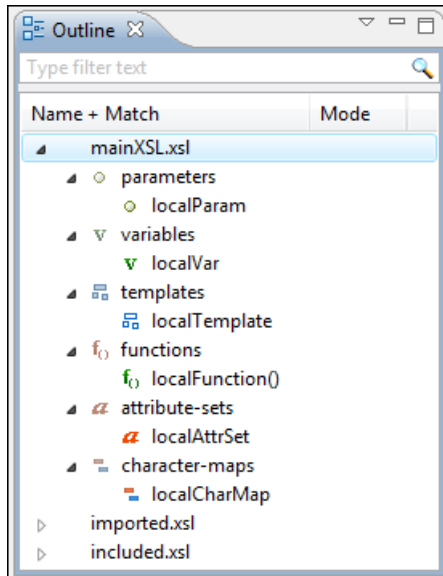 Outline
Type filter text
Name + Match Mode
mainXSL.xsl
parameters
localParam
v variables
v localVar
templates
localTemplate
f() functions
f() localFunction()
a attribute-sets
a localAttrSet
character-maps
localCharMap
imported.xsl
included.xsl